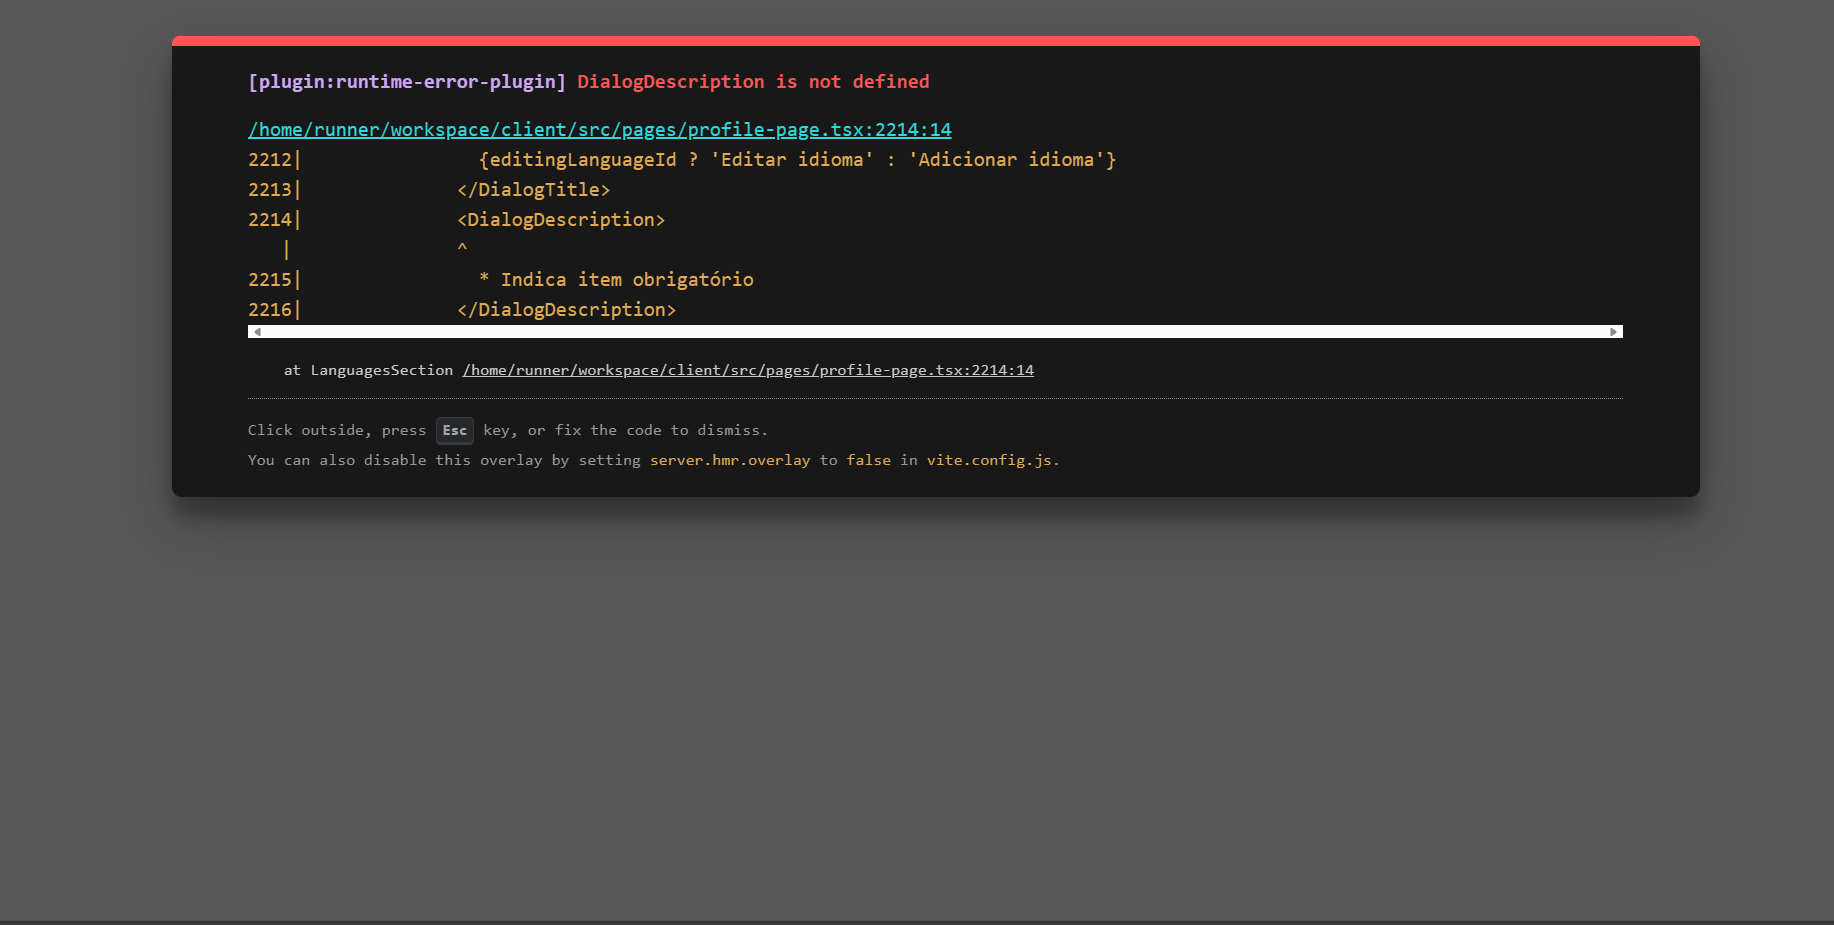 [plugin:runtime-error-plugin] DialogDescription is not defined
/home/runner/workspace/client/src/pages/profile-page.tsx:2214:14
2212|                {editingLanguageId ? 'Editar idioma' : 'Adicionar idioma'}
2213|              </DialogTitle>
2214|              <DialogDescription>
   |              ^
2215|                * Indica item obrigatório
2216|              </DialogDescription>
at LanguagesSection /home/runner/workspace/client/src/pages/profile-page.tsx:2214:14
Click outside, press Esc key, or fix the code to dismiss.
You can also disable this overlay by setting server.hmr.overlay to false in vite.config.js.